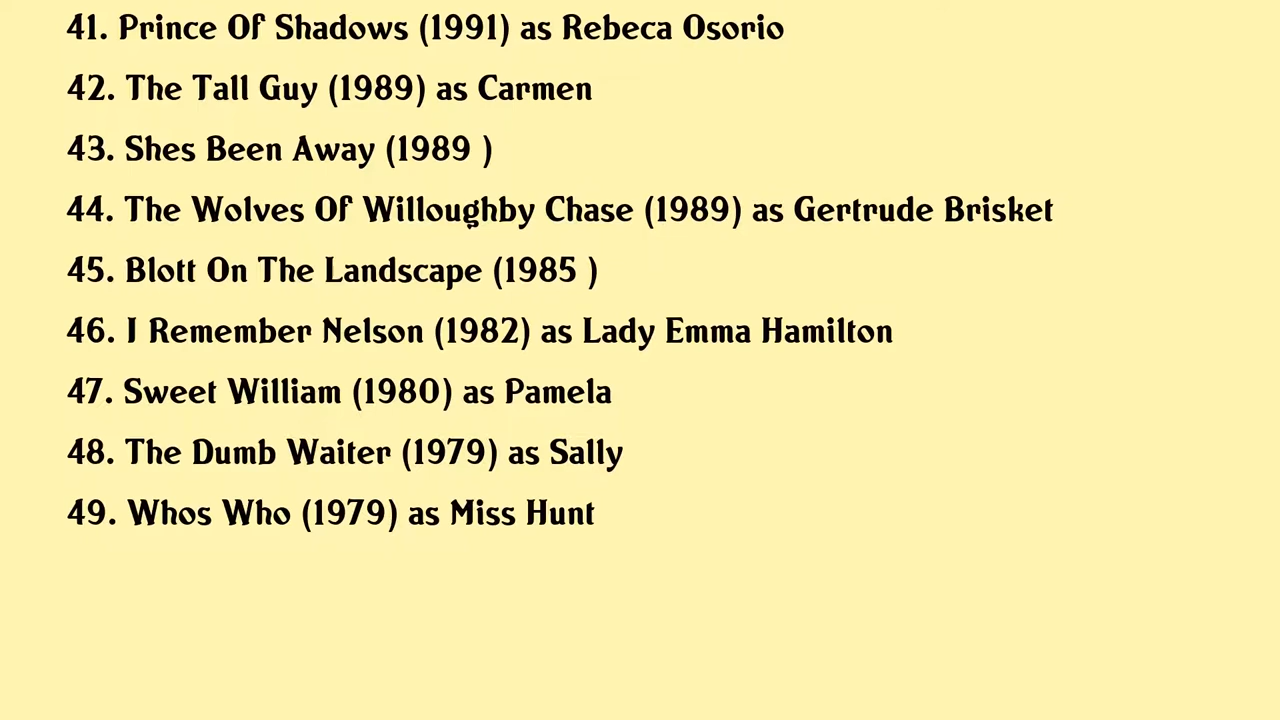 41. Prince Of Shadows (1991) as Rebeca Osorio
42. The Tall Guy (1989) as Carmen
43. Shes Been Away (1989 )
44. The Wolves Of Willoughby Chase (1989) as Gertrude Brisket
45. Blott On The Landscape (1985 )
46. I Remember Nelson (1982) as Lady Emma Hamilton
47. Sweet William (1980) as Pamela
48. The Dumb Waiter (1979) as Sally
49. Whos Who (1979) as Miss Hunt